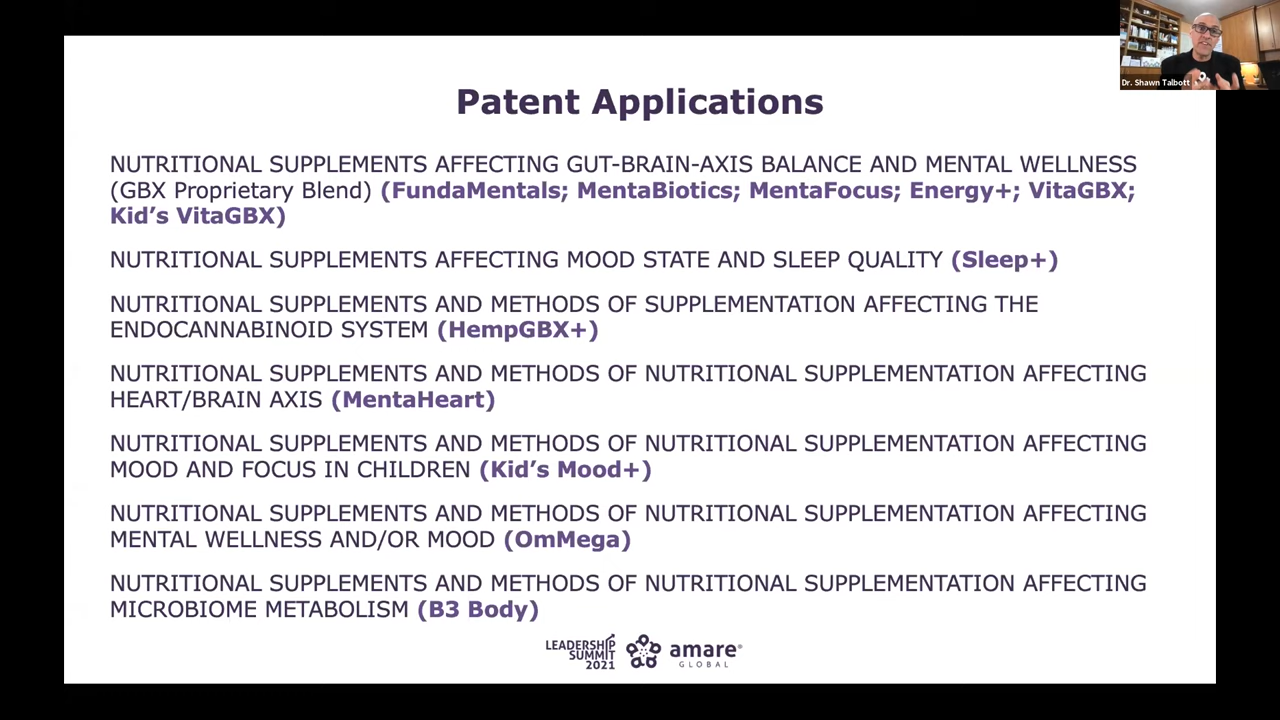 Dr. Shawn Talbott
Patent Applications
NUTRITIONAL SUPPLEMENTS AFFECTING GUT-BRAIN-AXIS BALANCE AND MENTAL WELLNESS
(GBX Proprietary Blend) (FundaMentals; MentaBiotics; MentaFocus; Energy+; VitaGBX;
Kid’s VitaGBX)
NUTRITIONAL SUPPLEMENTS AFFECTING MOOD STATE AND SLEEP QUALITY (Sleep+)
NUTRITIONAL SUPPLEMENTS AND METHODS OF SUPPLEMENTATION AFFECTING THE
ENDOCANNABINOID SYSTEM (HempGBX+)
NUTRITIONAL SUPPLEMENTS AND METHODS OF NUTRITIONAL SUPPLEMENTATION AFFECTING
HEART/BRAIN AXIS (MentaHeart)
NUTRITIONAL SUPPLEMENTS AND METHODS OF NUTRITIONAL SUPPLEMENTATION AFFECTING
MOOD AND FOCUS IN CHILDREN (Kid’s Mood+)
NUTRITIONAL SUPPLEMENTS AND METHODS OF NUTRITIONAL SUPPLEMENTATION AFFECTING
MENTAL WELLNESS AND/OR MOOD (OmMega)
NUTRITIONAL SUPPLEMENTS AND METHODS OF NUTRITIONAL SUPPLEMENTATION AFFECTING
MICROBIOME METABOLISM (B3 Body)
LEADERSHIP
SUMMIT
2021
amare®
GLOBAL